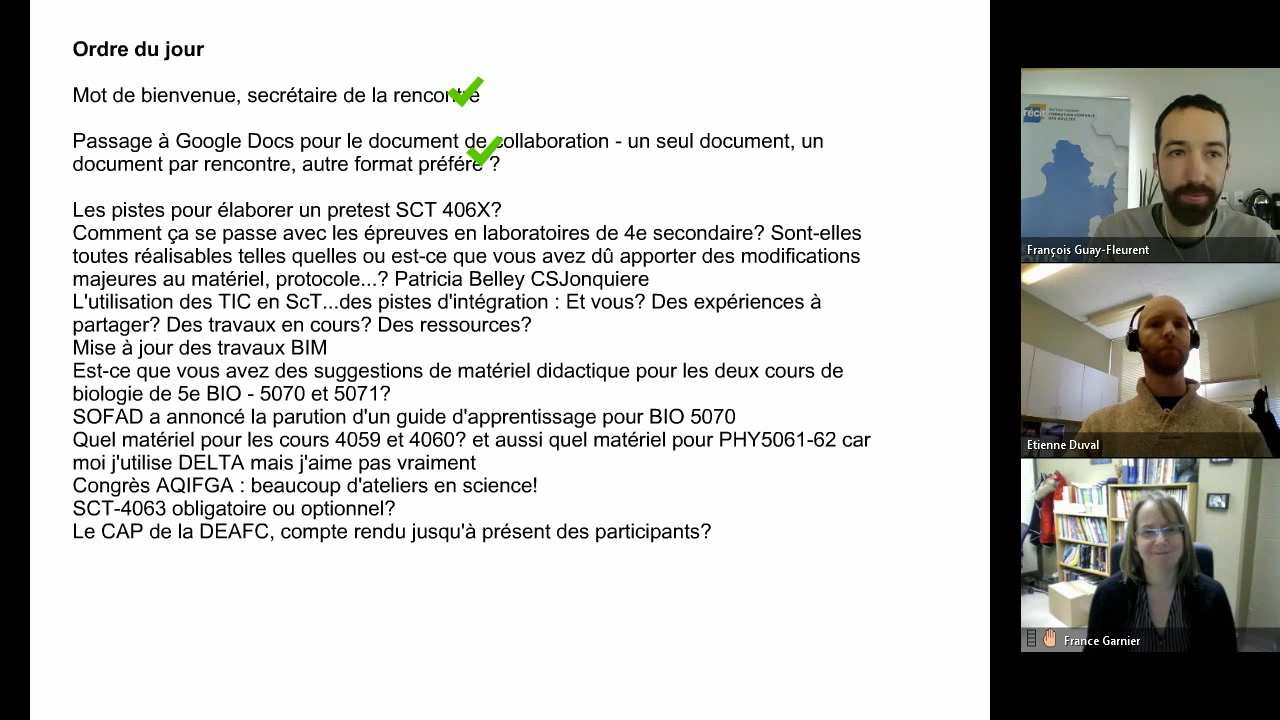 Ordre du jour
Mot de bienvenue, secrétaire de la rencontre
Passage à Google Docs pour le document de collaboration - un seul document, un
document par rencontre, autre format préféré ?
Les pistes pour élaborer un pretest SCT 406X?
Comment ça se passe avec les épreuves en laboratoires de 4e secondaire? Sont-elles
toutes réalisables telles quelles ou est-ce que vous avez dû apporter des modifications
majeures au matériel, protocole...? Patricia Belley CSJonquiere
L'utilisation des TIC en ScT...des pistes d'intégration : Et vous? Des expériences à
partager? Des travaux en cours? Des ressources?
Mise à jour des travaux BIM
Est-ce que vous avez des suggestions de matériel didactique pour les deux cours de
biologie de 5e BIO - 5070 et 5071?
SOFAD a annoncé la parution d'un guide d'apprentissage pour BIO 5070
Quel matériel pour les cours 4059 et 4060? et aussi quel matériel pour PHY5061-62 car
moi j'utilise DELTA mais j'aime pas vraiment
Congrès AQIFGA : beaucoup d'ateliers en science!
SCT-4063 obligatoire ou optionnel?
Le CAP de la DEAFC, compte rendu jusqu'à présent des participants?
récit
FORMATION GÉNÉRALE
DES ADULTES
François Guay-Fleurent
Etienne Duval
France Garnier